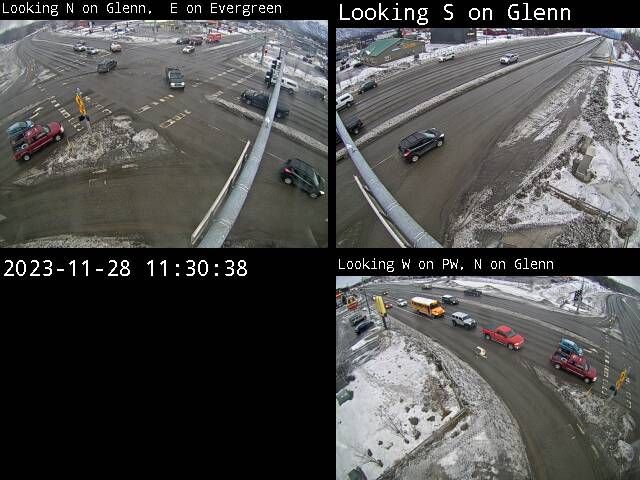 Looking N on Glenn, E on Evergreen
Looking S on Glenn
2023-11-28 11:30:38
Looking W on PW, N on Glenn